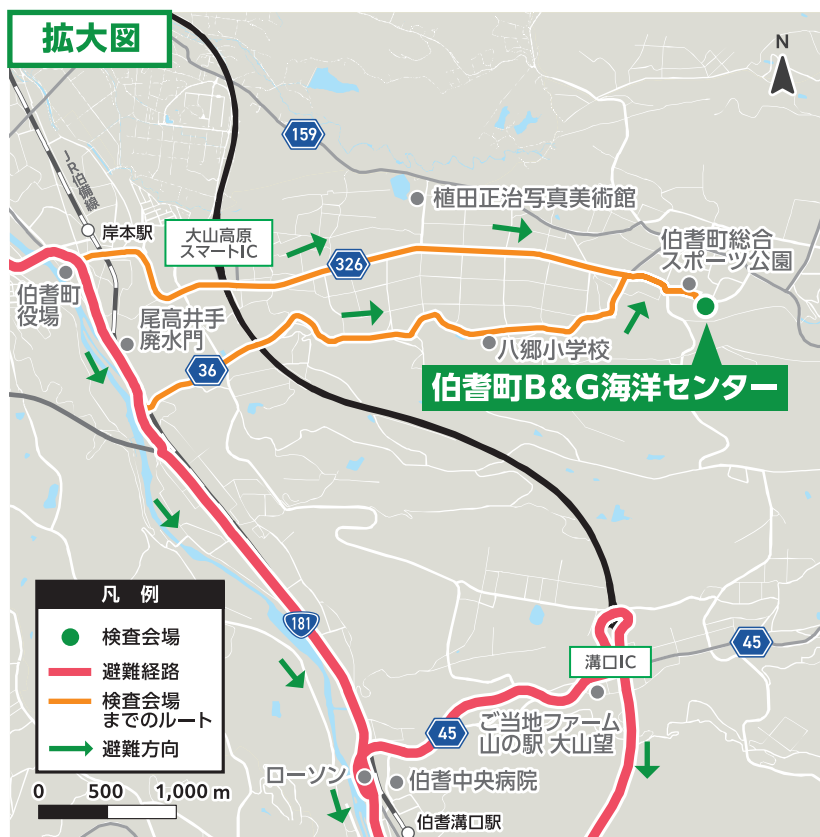 拡大図
N
159
JR伯備線
植田正治写真美術館
岸本駅
大山高原
スマートIC
伯耆町総合
スポーツ公園
326
伯耆町
役場
尾高井手
廃水門
八郷小学校
36
伯耆町B&G海洋センター
凡 例
検査会場
避難経路
検査会場
までのルート
避難方向
0 500 1,000 m
181
溝口IC
45
45
ご当地ファーム
山の駅 大山望
ローソン
伯耆中央病院
伯耆溝口駅